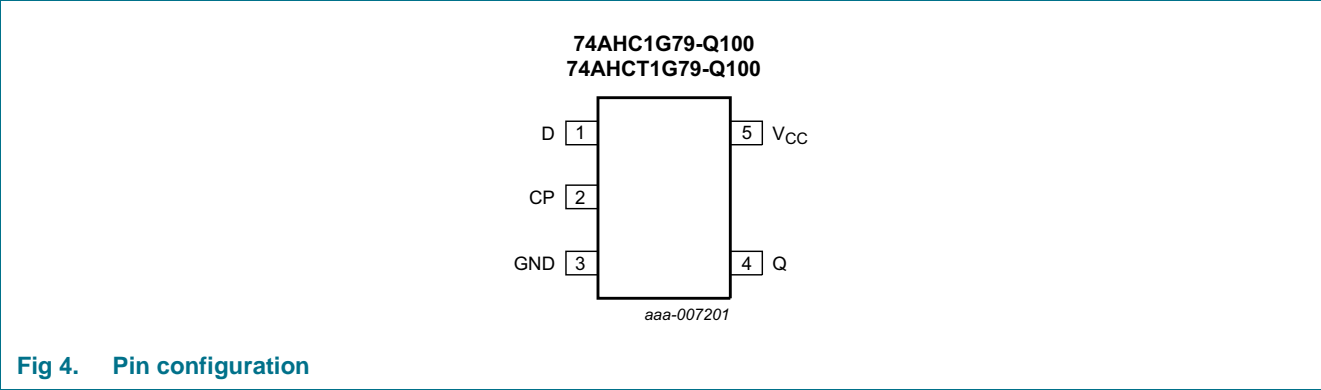 74AHC1G79-Q100
74AHCT1G79-Q100
D 1 5 VCC
CP 2
GND 3 4 Q
aaa-007201
Fig 4. Pin configuration